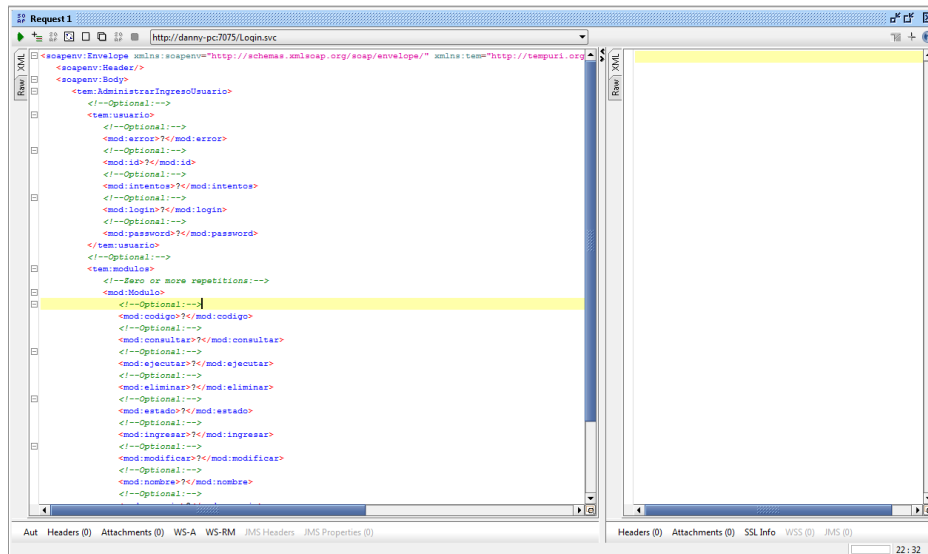 Request 1
http://danny-pc:7075/Login.svc
XML
Raw
<soapenv:Envelope xmlns:soapenv="http://schemas.xmlsoap.org/soap/envelope/" xmlns:tem="http://tempuri.org
<soapenv:Header/>
<soapenv:Body>
<tem:AdministrarIngresoUsuario>
<!--Optional:-->
<tem:usuario>
<!--Optional:-->
<mod:error>?</mod:error>
<!--Optional:-->
<mod:id>?</mod:id>
<!--Optional:-->
<mod:intentos>?</mod:intentos>
<!--Optional:-->
<mod:login>?</mod:login>
<!--Optional:-->
<mod:password>?</mod:password>
</tem:usuario>
<!--Optional:-->
<tem:modulos>
<!--Zero or more repetitions:-->
<mod:Modulo>
<!--Optional:-->
<mod:codigo>?</mod:codigo>
<!--Optional:-->
<mod:consultar>?</mod:consultar>
<!--Optional:-->
<mod:ejecutar>?</mod:ejecutar>
<!--Optional:-->
<mod:eliminar>?</mod:eliminar>
<!--Optional:-->
<mod:estado>?</mod:estado>
<!--Optional:-->
<mod:ingresar>?</mod:ingresar>
<!--Optional:-->
<mod:modificar>?</mod:modificar>
<!--Optional:-->
<mod:nombre>?</mod:nombre>
<!--Optional:-->
XML
Raw
Aut Headers (0) Attachments (0) WS-A WS-RM JMS Headers JMS Properties (0)
Headers (0) Attachments (0) SSL Info WSS (0) JMS (0)
22 : 32